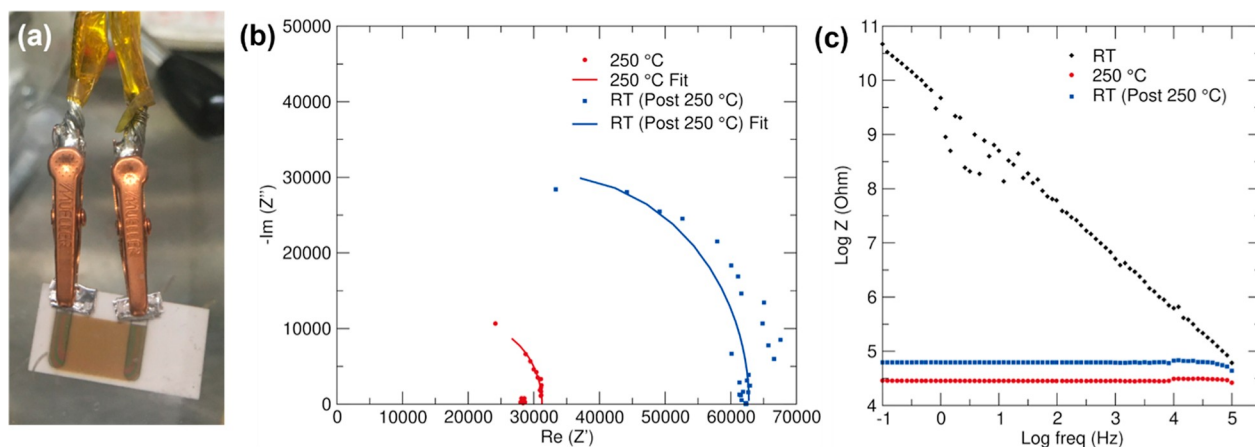 (a)
MUELLER
MUELLER
(b)
-Im (Z'')
50000
40000
30000
20000
10000
0
250 °C
250 °C Fit
RT (Post 250 °C)
RT (Post 250 °C) Fit
0 10000 20000 30000 40000 50000 60000 70000
Re (Z')
(c)
Log Z (Ohm)
11
10
9
8
7
6
5
4
RT
250 °C
RT (Post 250 °C)
-1 0 1 2 3 4 5
Log freq (Hz)